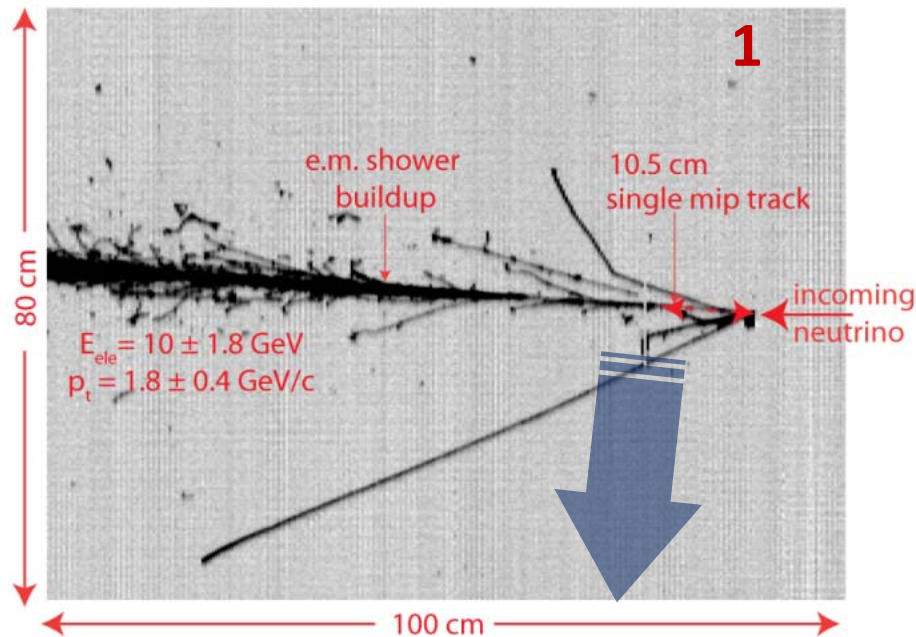 1
e.m. shower
buildup
10.5 cm
single mip track
80 cm
incoming
neutrino
E_ele = 10 ± 1.8 GeV
p_t = 1.8 ± 0.4 GeV/c
100 cm